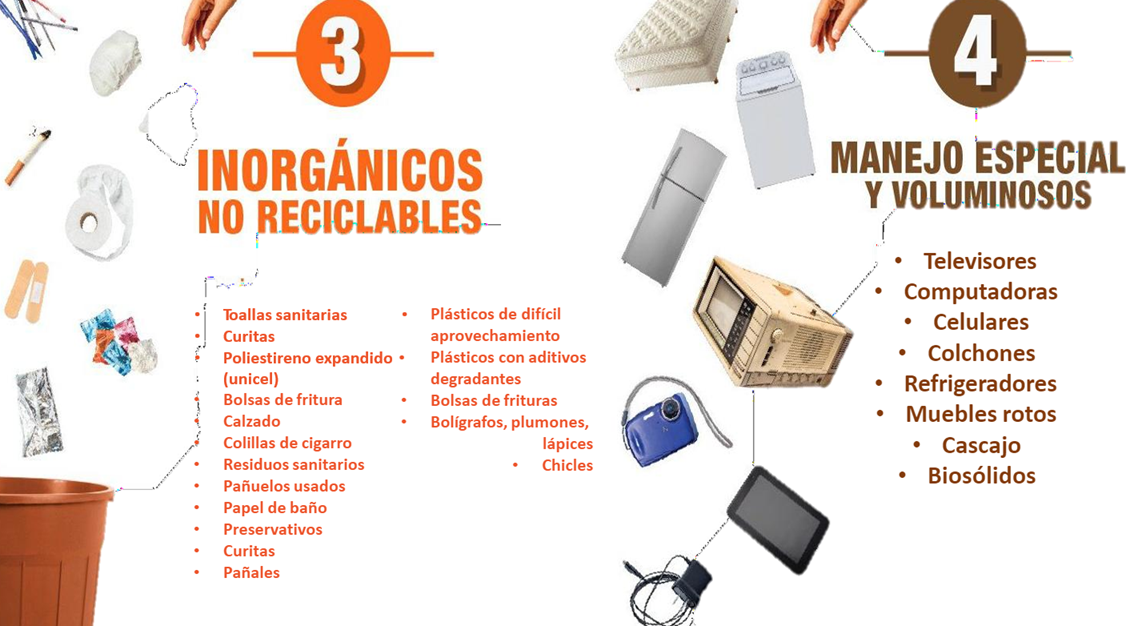 3
INORGÁNICOS
NO RECICLABLES
• Toallas sanitarias
• Curitas
• Poliestireno expandido
(unicel)
• Bolsas de fritura
• Calzado
• Colillas de cigarro
• Residuos sanitarios
• Pañuelos usados
• Papel de baño
• Preservativos
• Curitas
• Pañales
• Plásticos de difícil
aprovechamiento
• Plásticos con aditivos
degradantes
• Bolsas de frituras
• Bolígrafos, plumones,
lápices
• Chicles
4
MANEJO ESPECIAL
Y VOLUMINOSOS
• Televisores
• Computadoras
• Celulares
• Colchones
• Refrigeradores
• Muebles rotos
• Cascajo
• Biosólidos